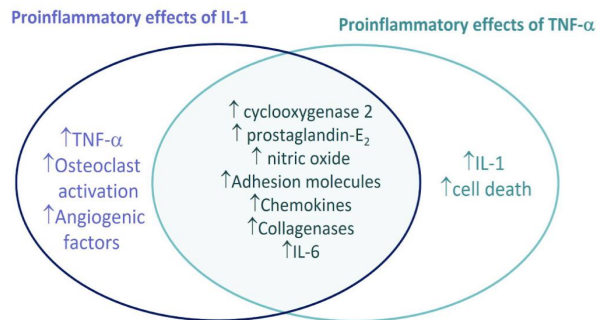 Proinflammatory effects of IL-1
Proinflammatory effects of TNF-α
↑TNF-α
↑Osteoclast
activation
↑Angiogenic
factors
↑ cyclooxygenase 2
↑ prostaglandin-E₂
↑ nitric oxide
↑Adhesion molecules
↑Chemokines
↑Collagenases
↑IL-6
↑IL-1
↑cell death